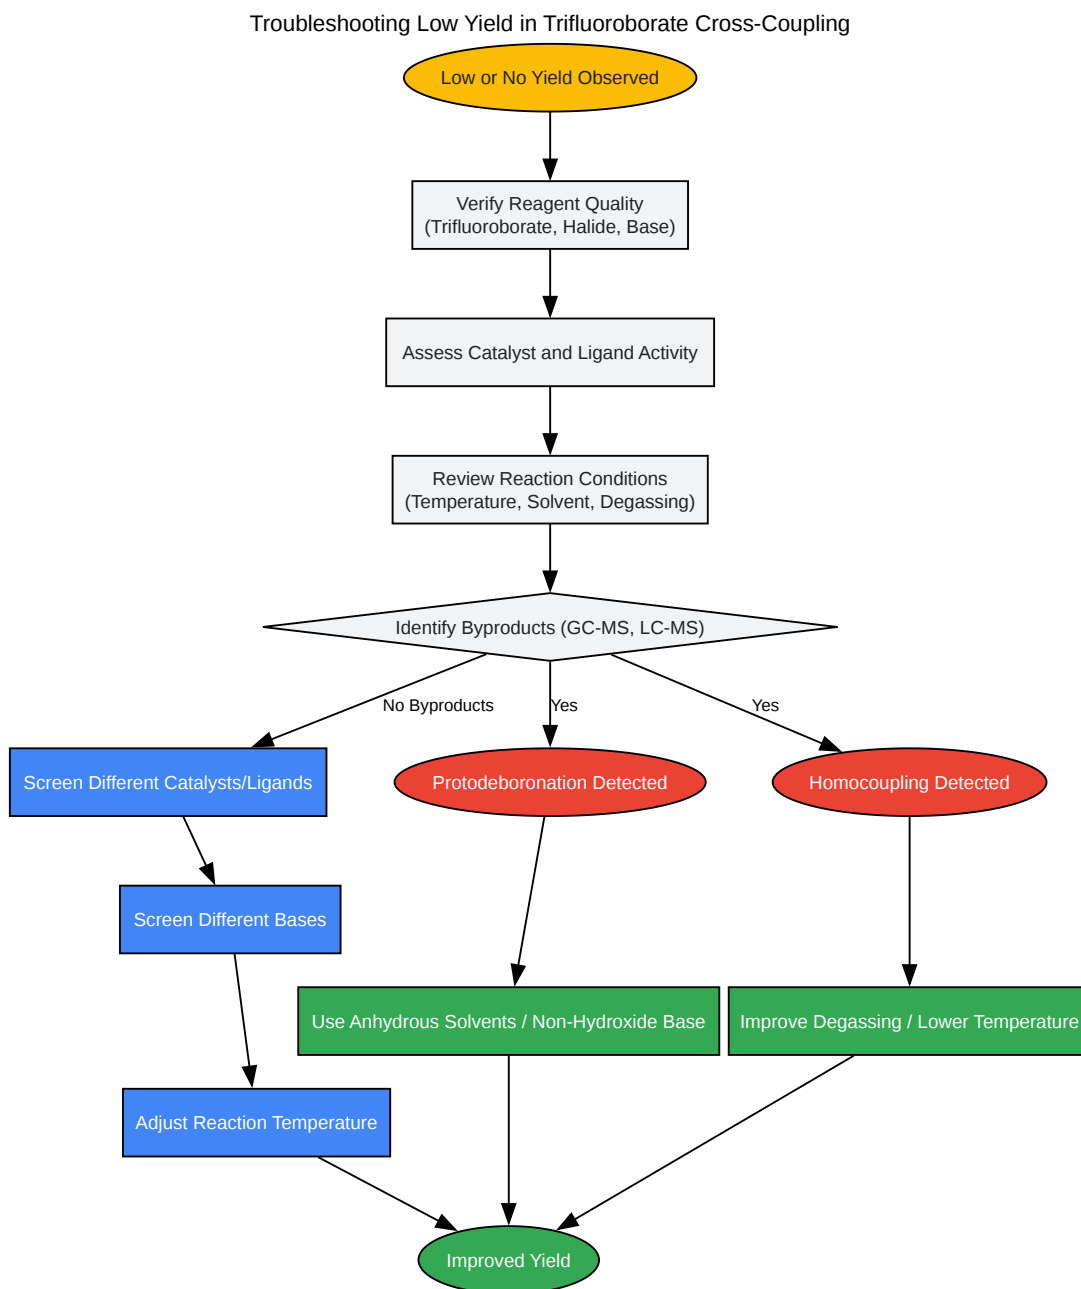 Troubleshooting Low Yield in Trifluoroborate Cross-Coupling
Low or No Yield Observed
Verify Reagent Quality
(Trifluoroborate, Halide, Base)
Assess Catalyst and Ligand Activity
Review Reaction Conditions
(Temperature, Solvent, Degassing)
Identify Byproducts (GC-MS, LC-MS)
No Byproducts
Yes
Yes
Screen Different Catalysts/Ligands
Protodeboronation Detected
Homocoupling Detected
Screen Different Bases
Use Anhydrous Solvents / Non-Hydroxide Base
Improve Degassing / Lower Temperature
Adjust Reaction Temperature
Improved Yield